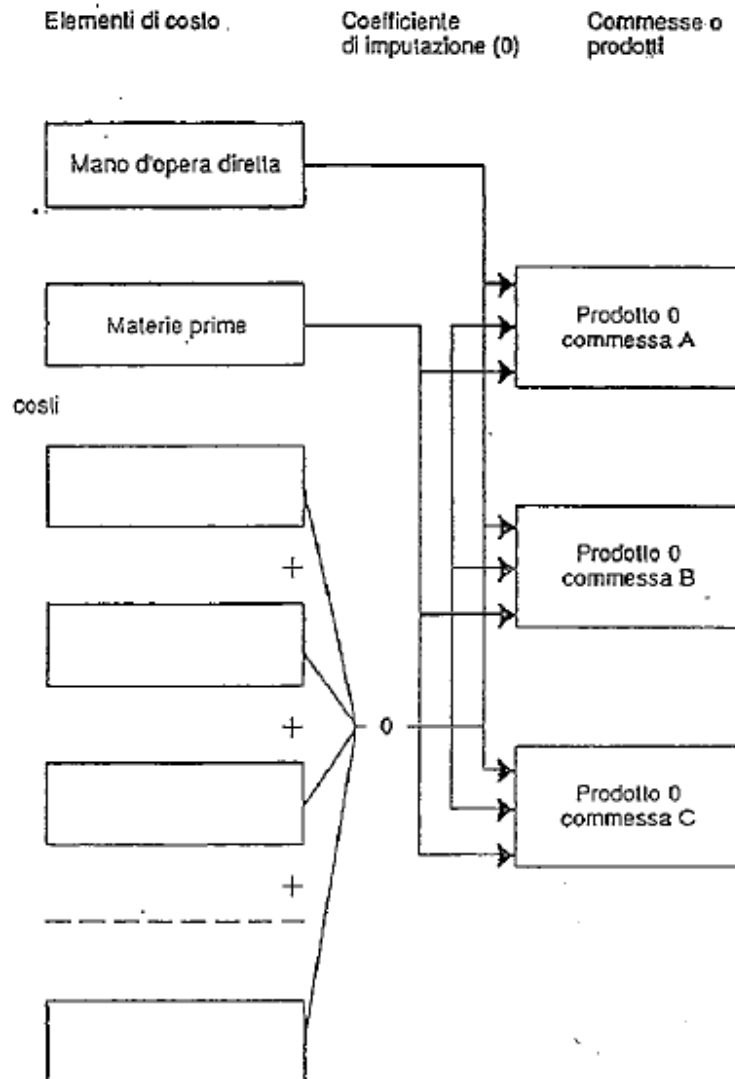 Elementi di costo
Coefficiente
di imputazione (0)
Commesse o
prodotti
Mano d'opera diretta
Materie prime
Prodotto 0
commessa A
costi
+
Prodotto 0
commessa B
+
0
Prodotto 0
commessa C
+